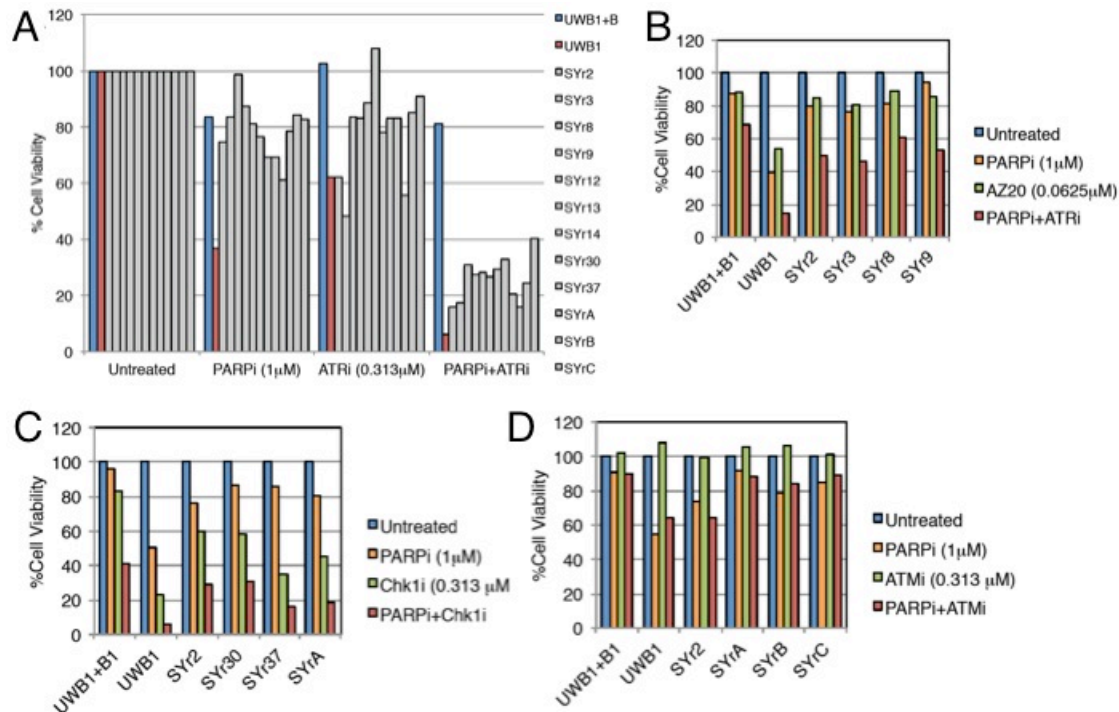 A
% Cell Viability
120
100
80
60
40
20
0
Untreated
PARPi (1µM)
ATRi (0.313µM)
PARPi+ATRi
UWB1+B
UWB1
SYr2
SYr3
SYr8
SYr9
SYr12
SYr13
SYr14
SYr30
SYr37
SYrA
SYrB
SYrC
B
%Cell Viability
120
100
80
60
40
20
0
UWB1+B1
UWB1
SYr2
SYr3
SYr8
SYr9
Untreated
PARPi (1µM)
AZ20 (0.0625µM)
PARPi+ATRi
C
%Cell Viability
120
100
80
60
40
20
0
UWB1+B1
UWB1
SYr2
SYr30
SYr37
SYrA
Untreated
PARPi (1µM)
Chk1i (0.313 µM
PARPi+Chk1i
D
%Cell Viability
120
100
80
60
40
20
0
UWB1+B1
UWB1
SYr2
SYrA
SYrB
SYrC
Untreated
PARPi (1µM)
ATMi (0.313 µM)
PARPi+ATMi